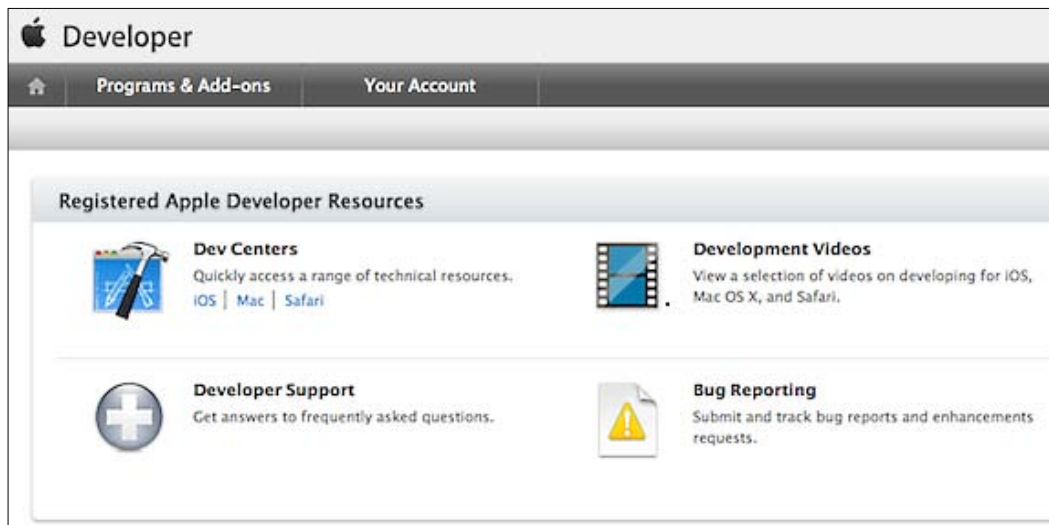 Developer
Programs & Add-ons Your Account
Registered Apple Developer Resources
Dev Centers
Quickly access a range of technical resources.
iOS | Mac | Safari
Development Videos
View a selection of videos on developing for iOS,
Mac OS X, and Safari.
Developer Support
Get answers to frequently asked questions.
Bug Reporting
Submit and track bug reports and enhancements
requests.